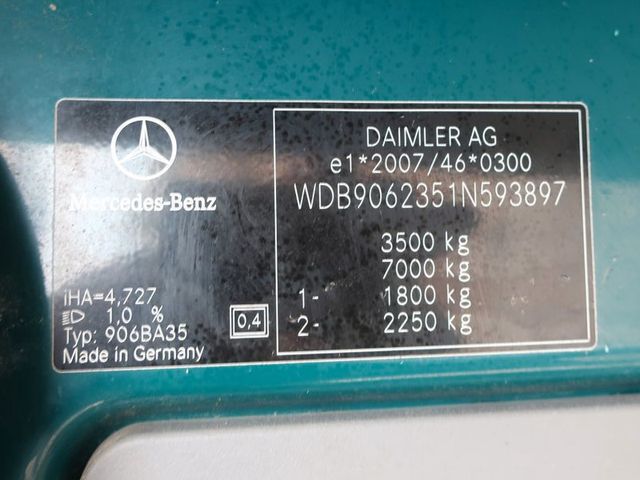 Mercedes-Benz
iHA=4,727
1,0 %
Typ: 906BA35
Made in Germany
0,4
DAIMLER AG
e1*2007/46*0300
WDB9062351N593897
3500 kg
7000 kg
1- 1800 kg
2- 2250 kg